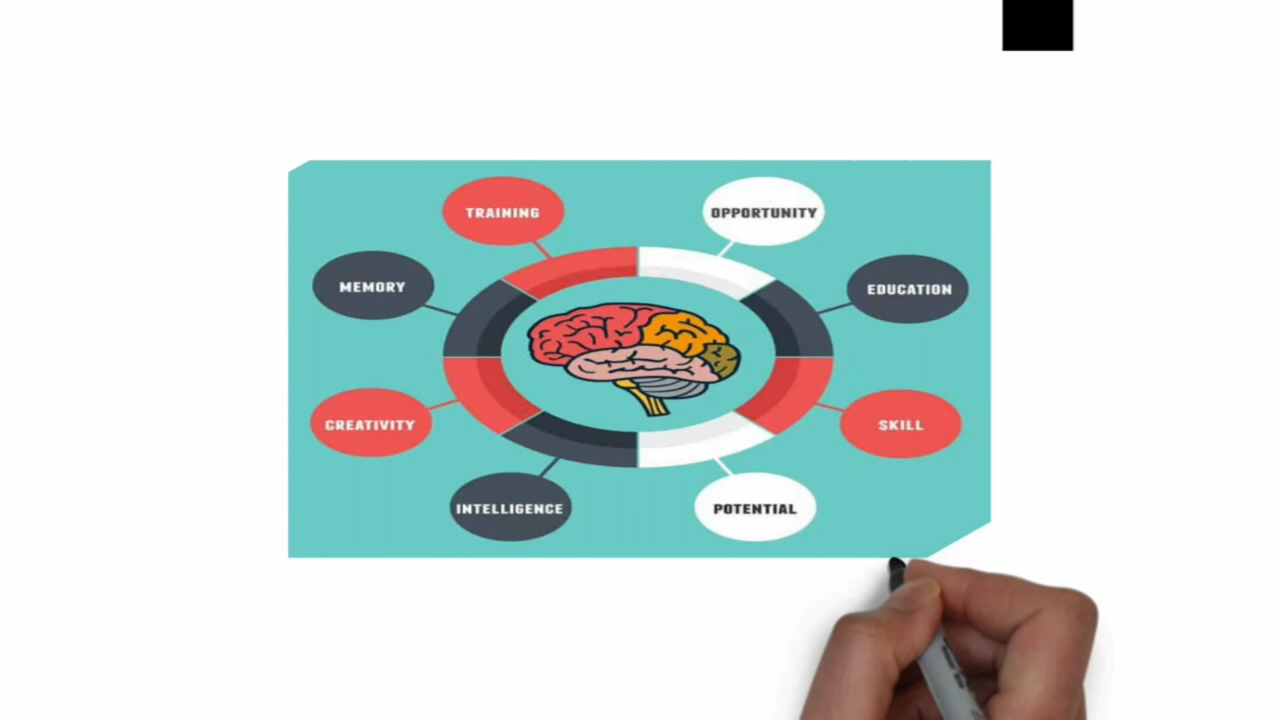 TRAINING
OPPORTUNITY
MEMORY
EDUCATION
CREATIVITY
SKILL
INTELLIGENCE
POTENTIAL